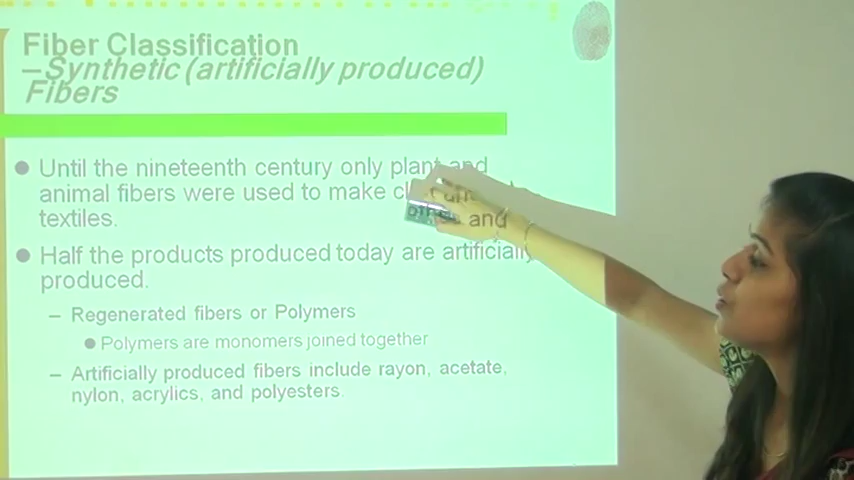 Fiber Classification
–Synthetic (artificially produced)
Fibers
Until the nineteenth century only plant and
animal fibers were used to make
textiles.
Half the products produced today are artificially
produced.
– Regenerated fibers or Polymers
Polymers are monomers joined together
– Artificially produced fibers include rayon, acetate,
nylon, acrylics, and polyesters.